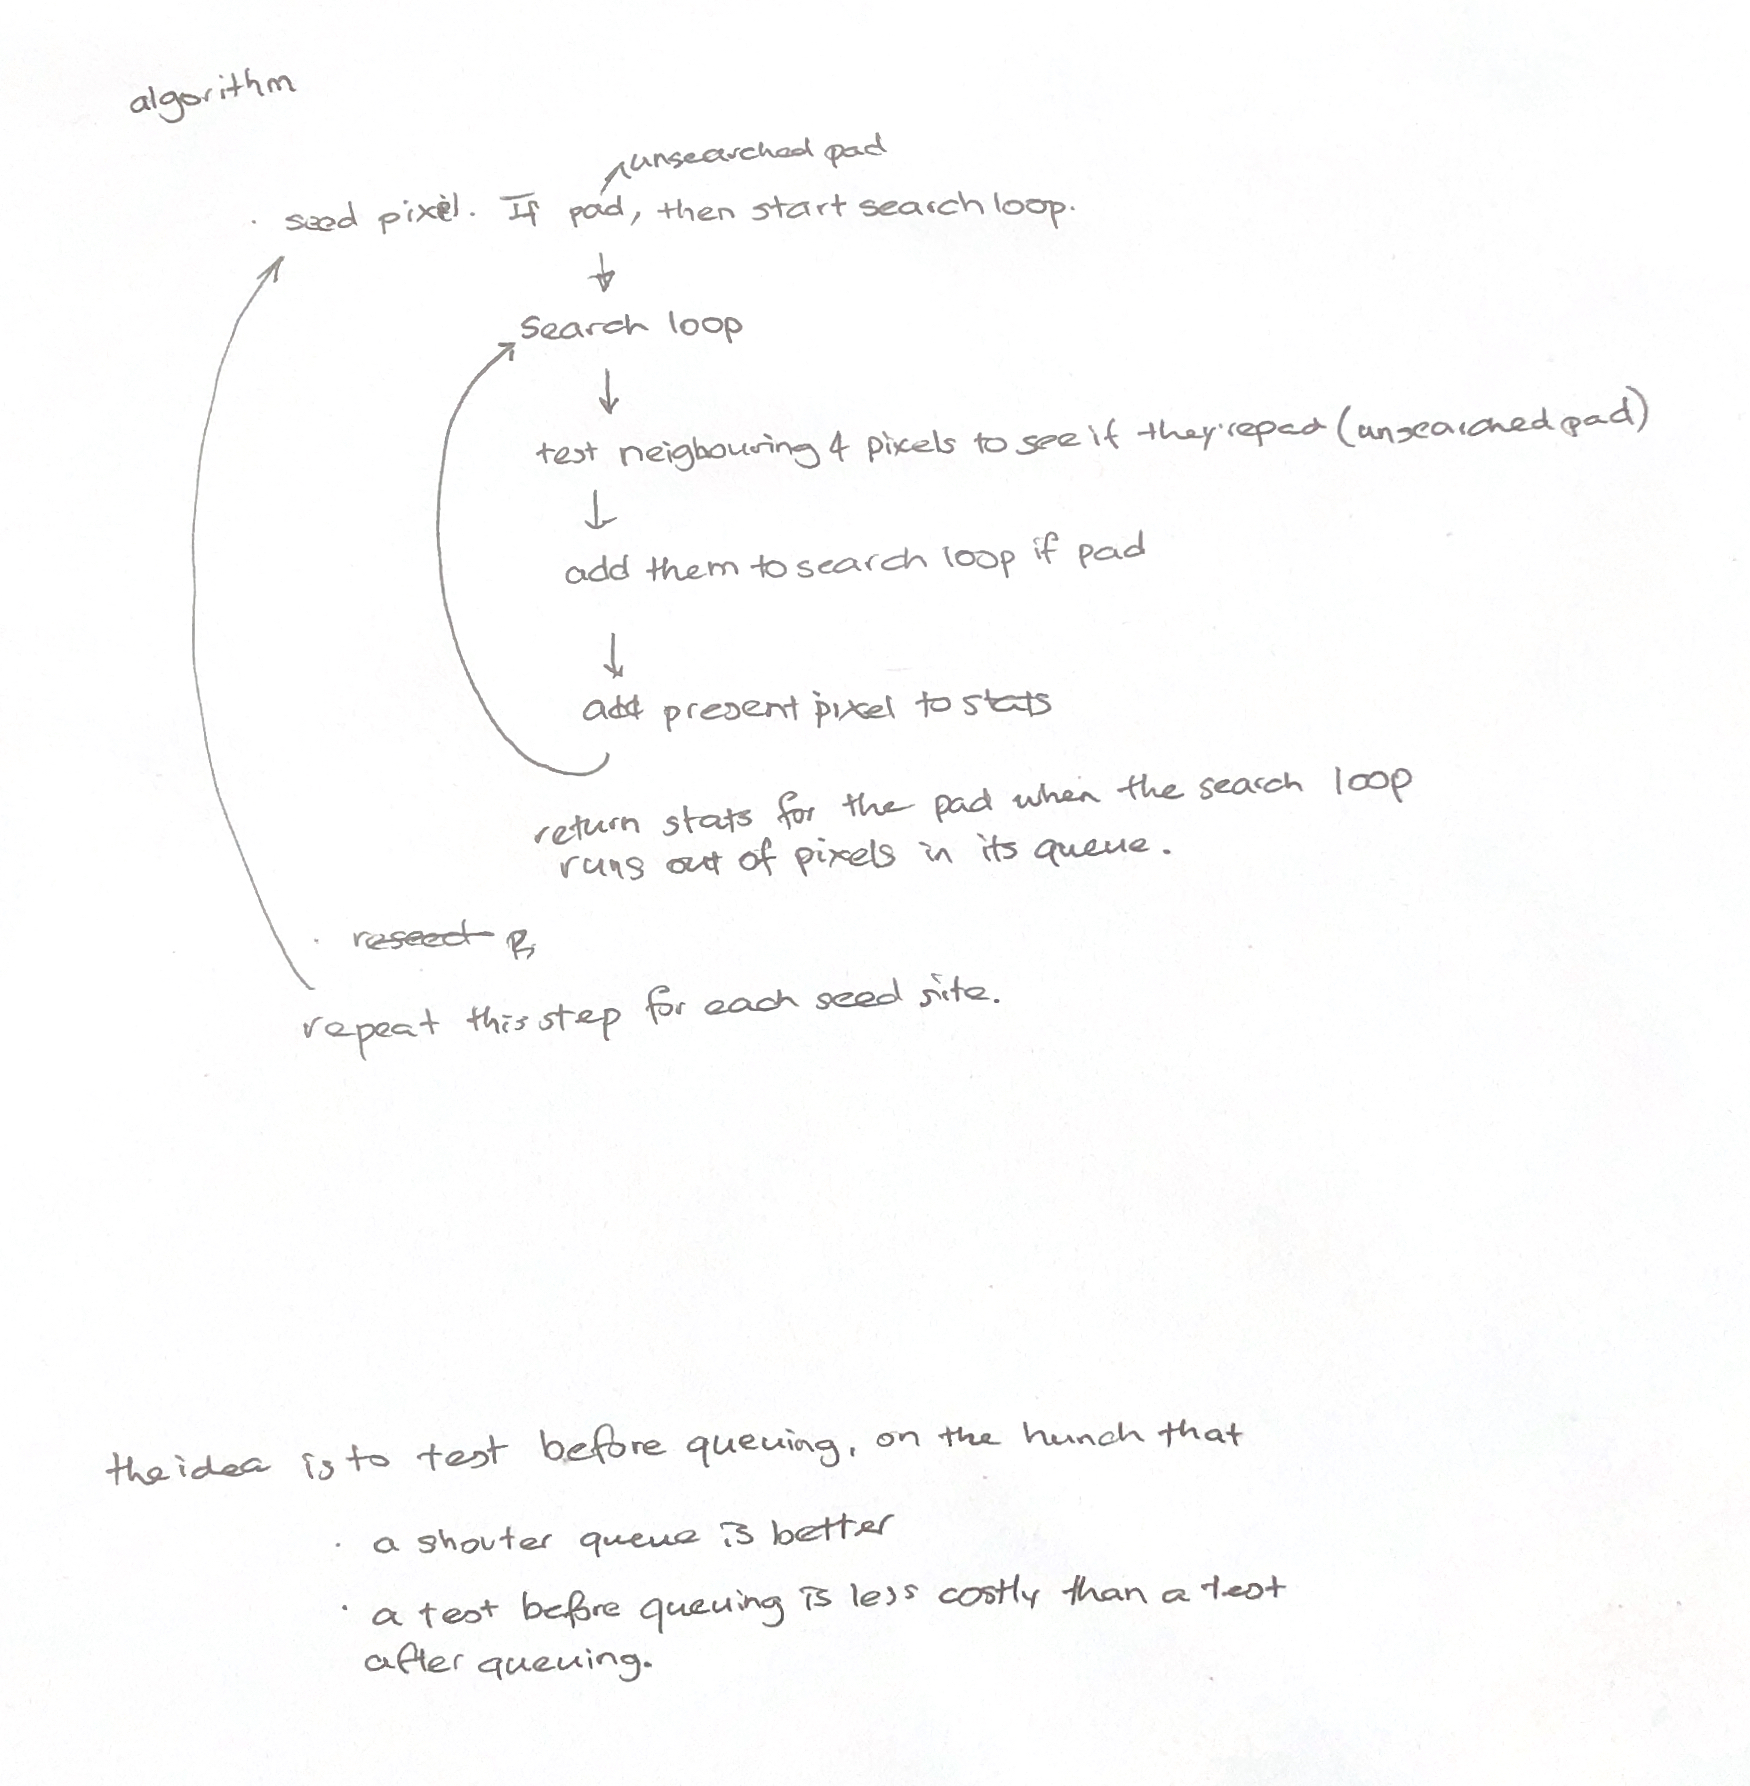 algorithm
unsearched pad
· seed pixel. If pad, then start search loop.
Search loop
test neigbouring 4 pixels to see if they're pad (unsearched pad)
add them to search loop if pad
add present pixel to stats
return stats for the pad when the search loop
runs out of pixels in its queue.
· reseed
repeat this step for each seed site.
the idea is to test before queuing, on the hunch that
· a shorter queue is better
· a test before queuing is less costly than a test
after queuing.